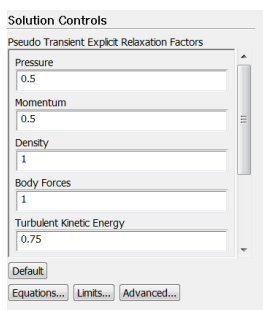 Solution Controls
Pseudo Transient Explicit Relaxation Factors
Pressure
0.5
Momentum
0.5
Density
1
Body Forces
1
Turbulent Kinetic Energy
0.75
Default
Equations... Limits... Advanced...